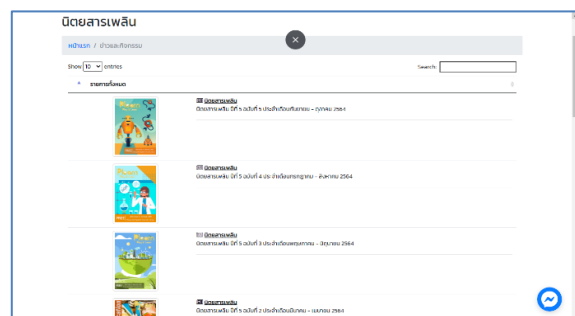 นิตยสารเพลิน
หน้าแรก / ข่าวและกิจกรรม
Show 10 entries
Search:
รายการทั้งหมด
นิตยสารเพลิน
นิตยสารเพลิน ปีที่ 5 ฉบับที่ 5 ประจำเดือนกันยายน - ตุลาคม 2564
นิตยสารเพลิน
นิตยสารเพลิน ปีที่ 5 ฉบับที่ 4 ประจำเดือนกรกฎาคม - สิงหาคม 2564
นิตยสารเพลิน
นิตยสารเพลิน ปีที่ 5 ฉบับที่ 3 ประจำเดือนพฤษภาคม - มิถุนายน 2564
นิตยสารเพลิน
นิตยสารเพลิน ปีที่ 5 ฉบับที่ 2 ประจำเดือนมีนาคม - เมษายน 2564